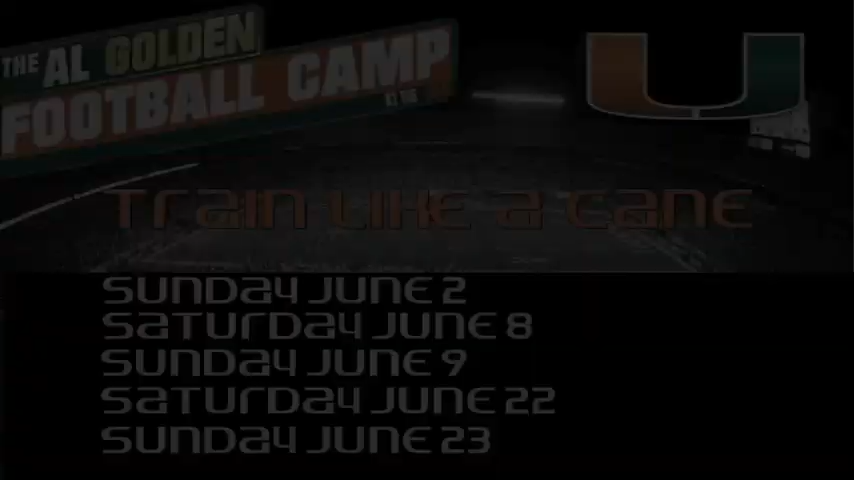 THE AL GOLDEN
FOOTBALL CAMP
U
Train like a cane
Sunday June 2
Saturday June 8
Sunday June 9
Saturday June 22
Sunday June 23